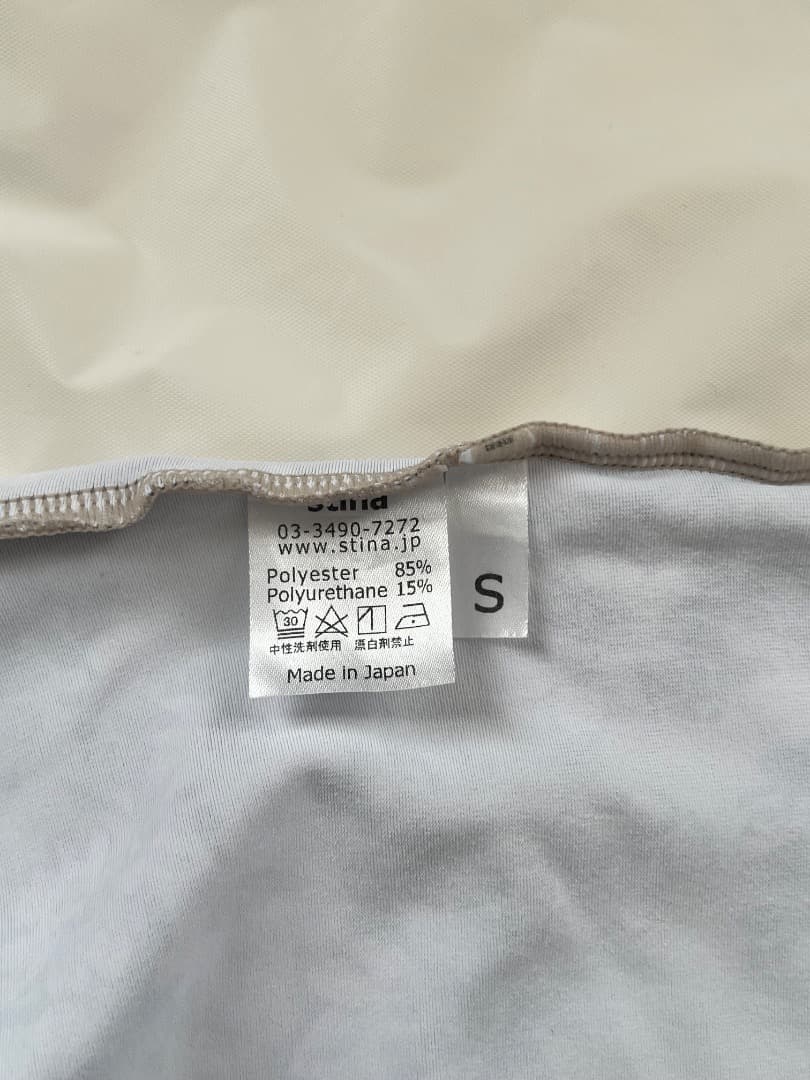 stina
03-3490-7272
www.stina.jp
Polyester 85%
Polyurethane 15%
30
中性洗剤使用 漂白剤禁止
Made in Japan
S